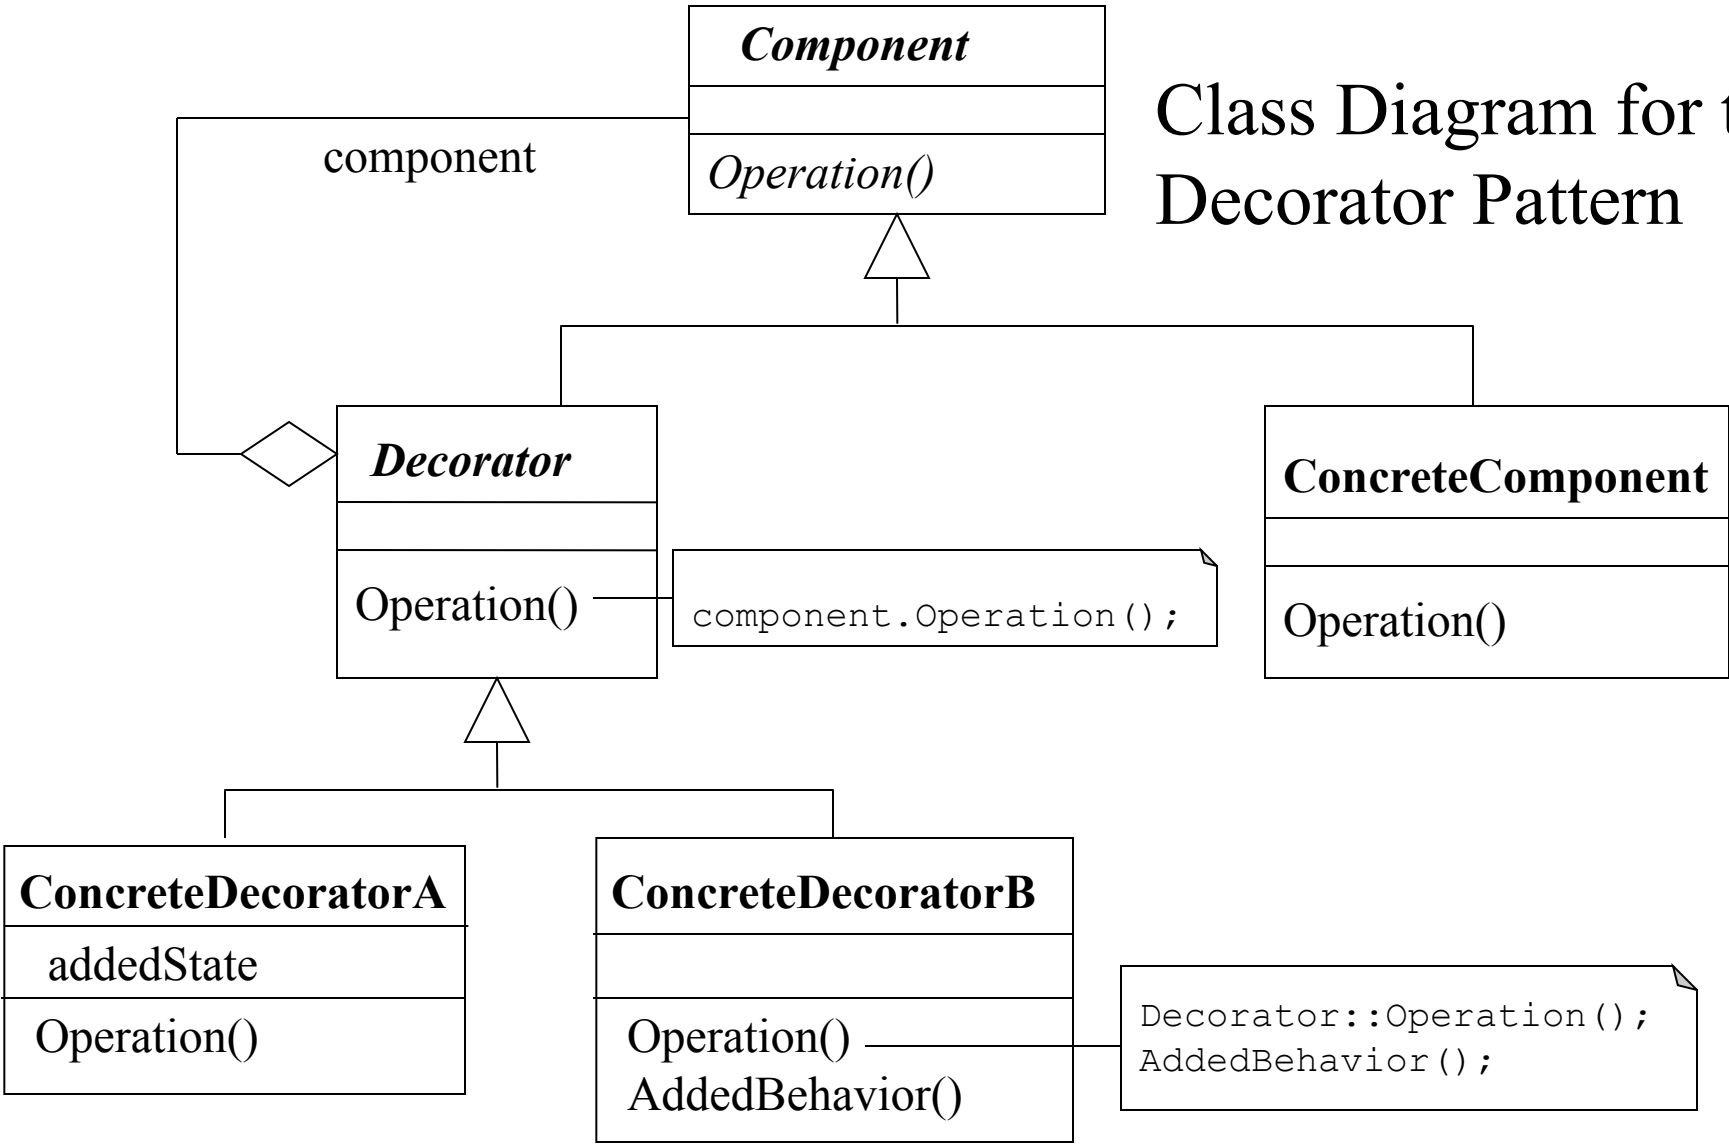 Component
Class Diagram for t
Decorator Pattern
component
Operation()
Decorator
ConcreteComponent
Operation()
component.Operation();
Operation()
ConcreteDecoratorA
addedState
Operation()
ConcreteDecoratorB
Operation()
AddedBehavior()
Decorator::Operation();
AddedBehavior();